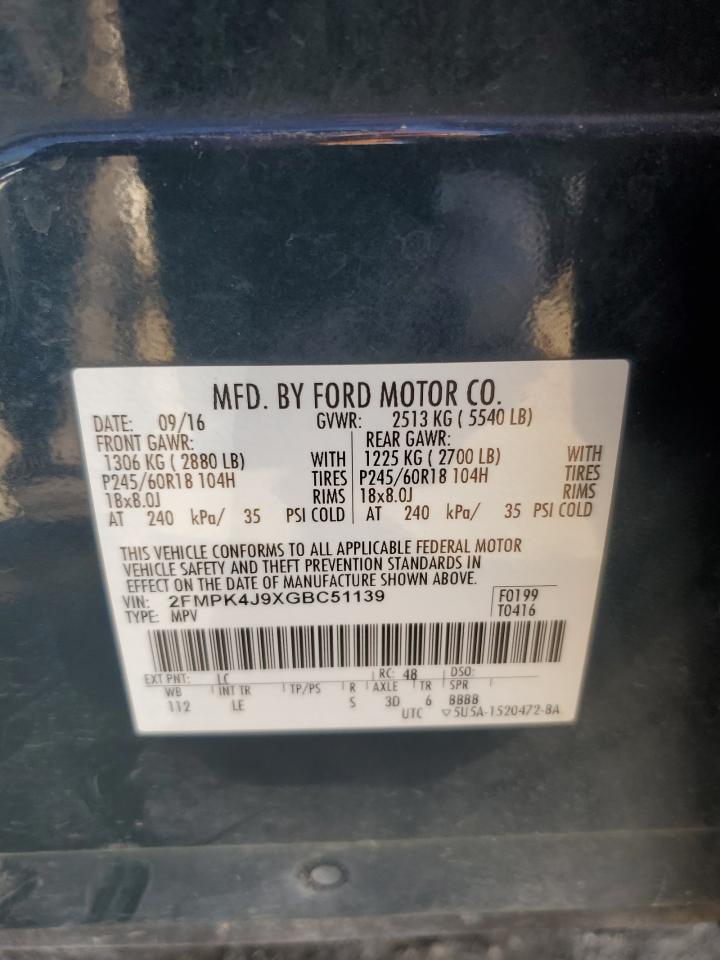 MFD. BY FORD MOTOR CO.
DATE: 09/16 GVWR: 2513 KG ( 5540 LB)
FRONT GAWR: REAR GAWR:
1306 KG ( 2880 LB) WITH 1225 KG ( 2700 LB) WITH
P245/60R18 104H TIRES P245/60R18 104H TIRES
18x8.0J RIMS 18x8.0J RIMS
AT 240 kPa/ 35 PSI COLD AT 240 kPa/ 35 PSI COLD
THIS VEHICLE CONFORMS TO ALL APPLICABLE FEDERAL MOTOR
VEHICLE SAFETY AND THEFT PREVENTION STANDARDS IN
EFFECT ON THE DATE OF MANUFACTURE SHOWN ABOVE.
VIN: 2FMPK4J9XGBC51139 F0199
TYPE: MPV T0416
EXT PNT: LC RC: 48 DSO:
WB INT TR TP/PS R AXLE TR SPR
112 LE S 3D 6 BBBB
UTC ▽5U5A-1520472-BA